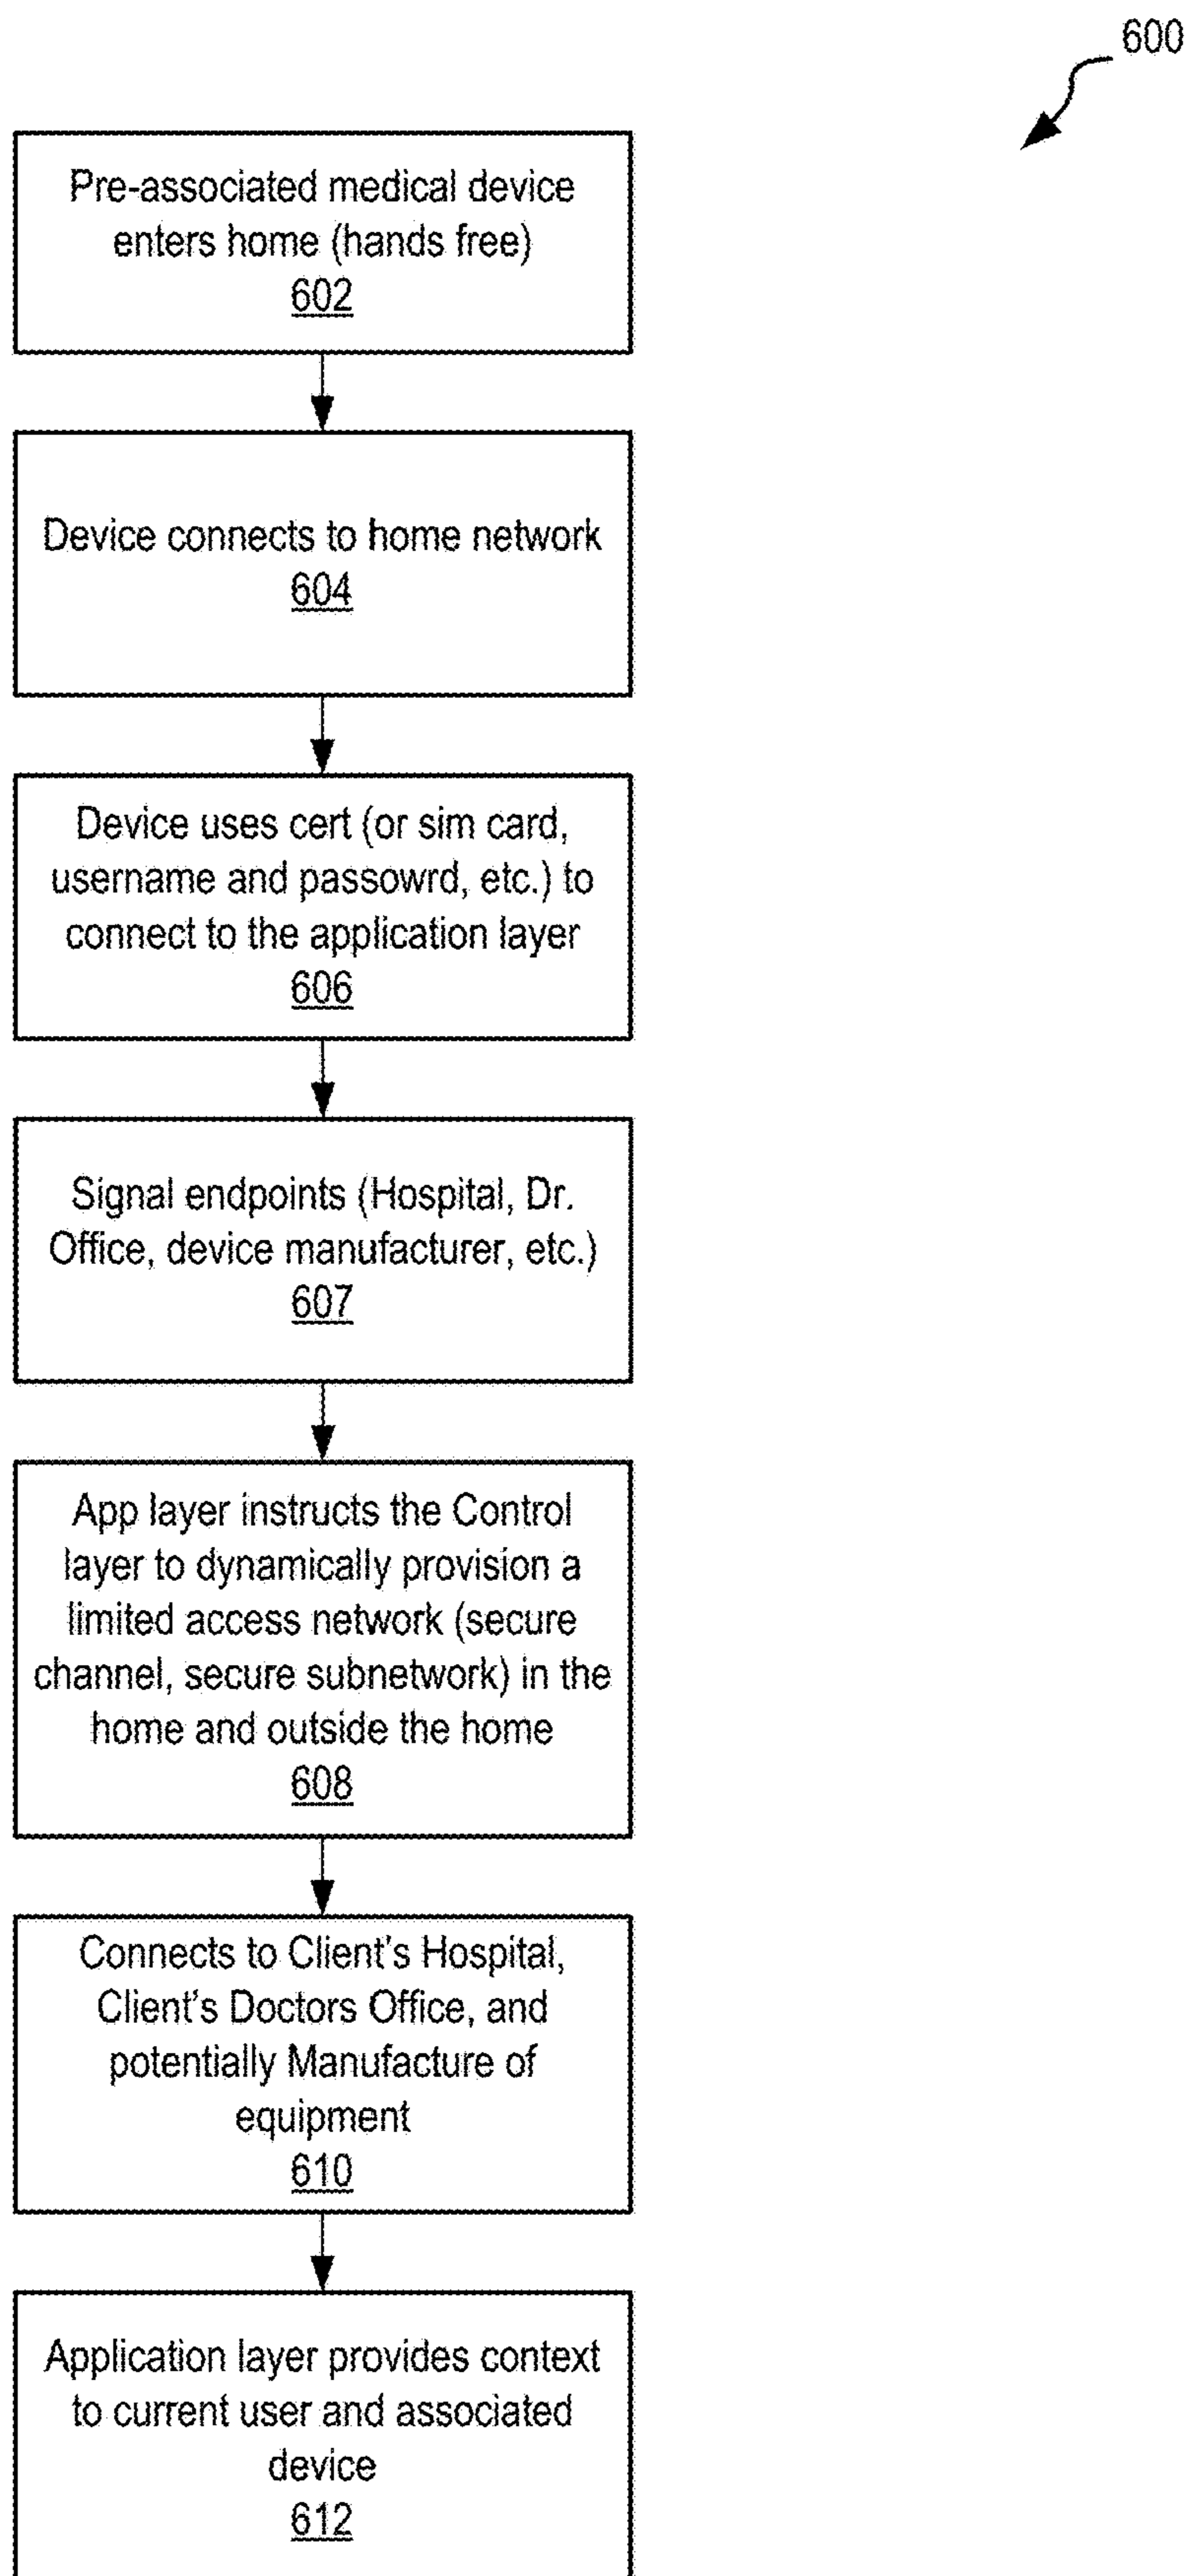 600
Pre-associated medical device
enters home (hands free)
602
Device connects to home network
604
Device uses cert (or sim card,
username and passowrd, etc.) to
connect to the application layer
606
Signal endpoints (Hospital, Dr.
Office, device manufacturer, etc.)
607
App layer instructs the Control
layer to dynamically provision a
limited access network (secure
channel, secure subnetwork) in the
home and outside the home
608
Connects to Client's Hospital,
Client's Doctors Office, and
potentially Manufacture of
equipment
610
Application layer provides context
to current user and associated
device
612